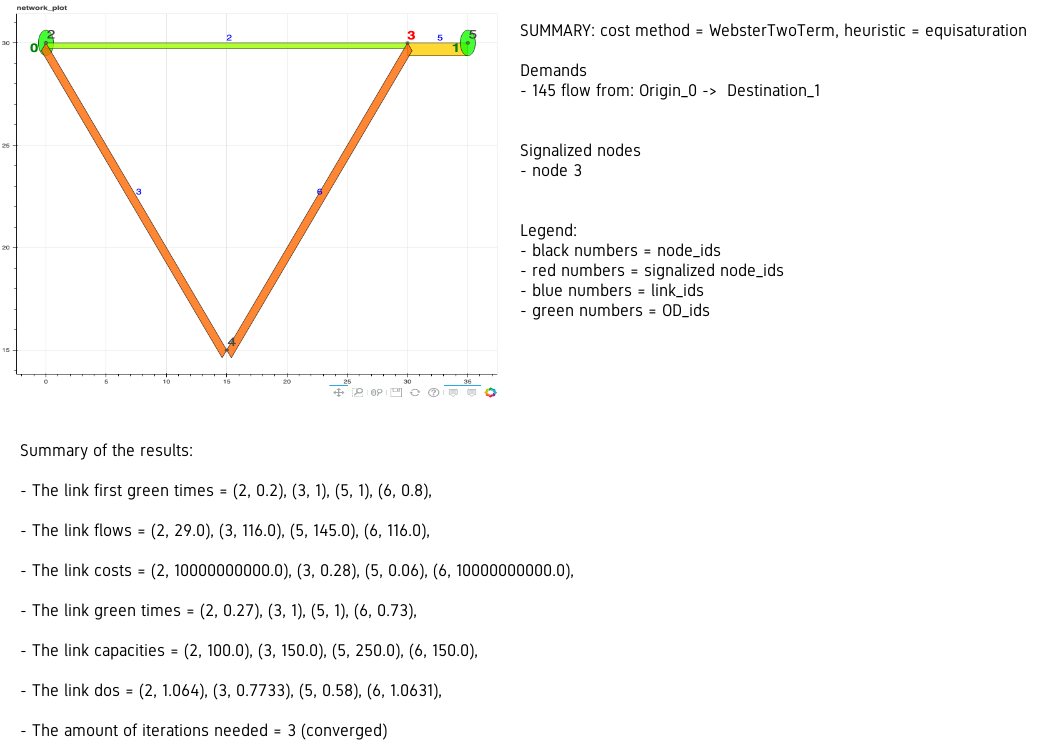 network_plot
30
25
20
15
0
5
10
15
20
25
30
35
0
2
2
3
5
1
5
3
6
4
SUMMARY: cost method = WebsterTwoTerm, heuristic = equisaturation
Demands
- 145 flow from: Origin_0 -> Destination_1
Signalized nodes
- node 3
Legend:
- black numbers = node_ids
- red numbers = signalized node_ids
- blue numbers = link_ids
- green numbers = OD_ids
Summary of the results:
- The link first green times = (2, 0.2), (3, 1), (5, 1), (6, 0.8),
- The link flows = (2, 29.0), (3, 116.0), (5, 145.0), (6, 116.0),
- The link costs = (2, 10000000000.0), (3, 0.28), (5, 0.06), (6, 10000000000.0),
- The link green times = (2, 0.27), (3, 1), (5, 1), (6, 0.73),
- The link capacities = (2, 100.0), (3, 150.0), (5, 250.0), (6, 150.0),
- The link dos = (2, 1.064), (3, 0.7733), (5, 0.58), (6, 1.0631),
- The amount of iterations needed = 3 (converged)